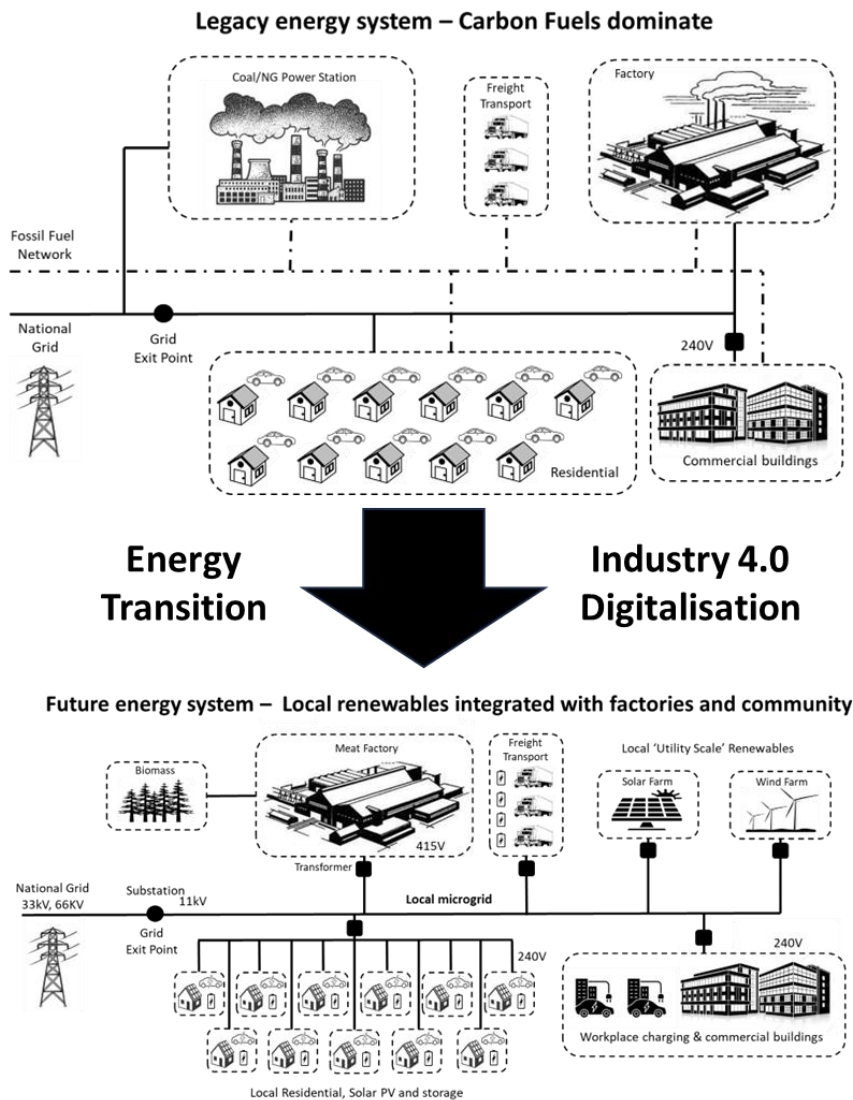 Legacy energy system – Carbon Fuels dominate
Coal/NG Power Station
Freight
Transport
Factory
Fossil Fuel
Network
National
Grid
Grid
Exit Point
240V
Residential
Commercial buildings
Energy
Transition
Industry 4.0
Digitalisation
Future energy system – Local renewables integrated with factories and community
Biomass
Meat Factory
415V
Freight
Transport
Local 'Utility Scale' Renewables
Solar Farm
Wind Farm
Transformer
National Grid
33kV, 66KV
Substation
11kV
Grid
Exit Point
Local microgrid
240V
240V
Workplace charging & commercial buildings
Local Residential, Solar PV and storage